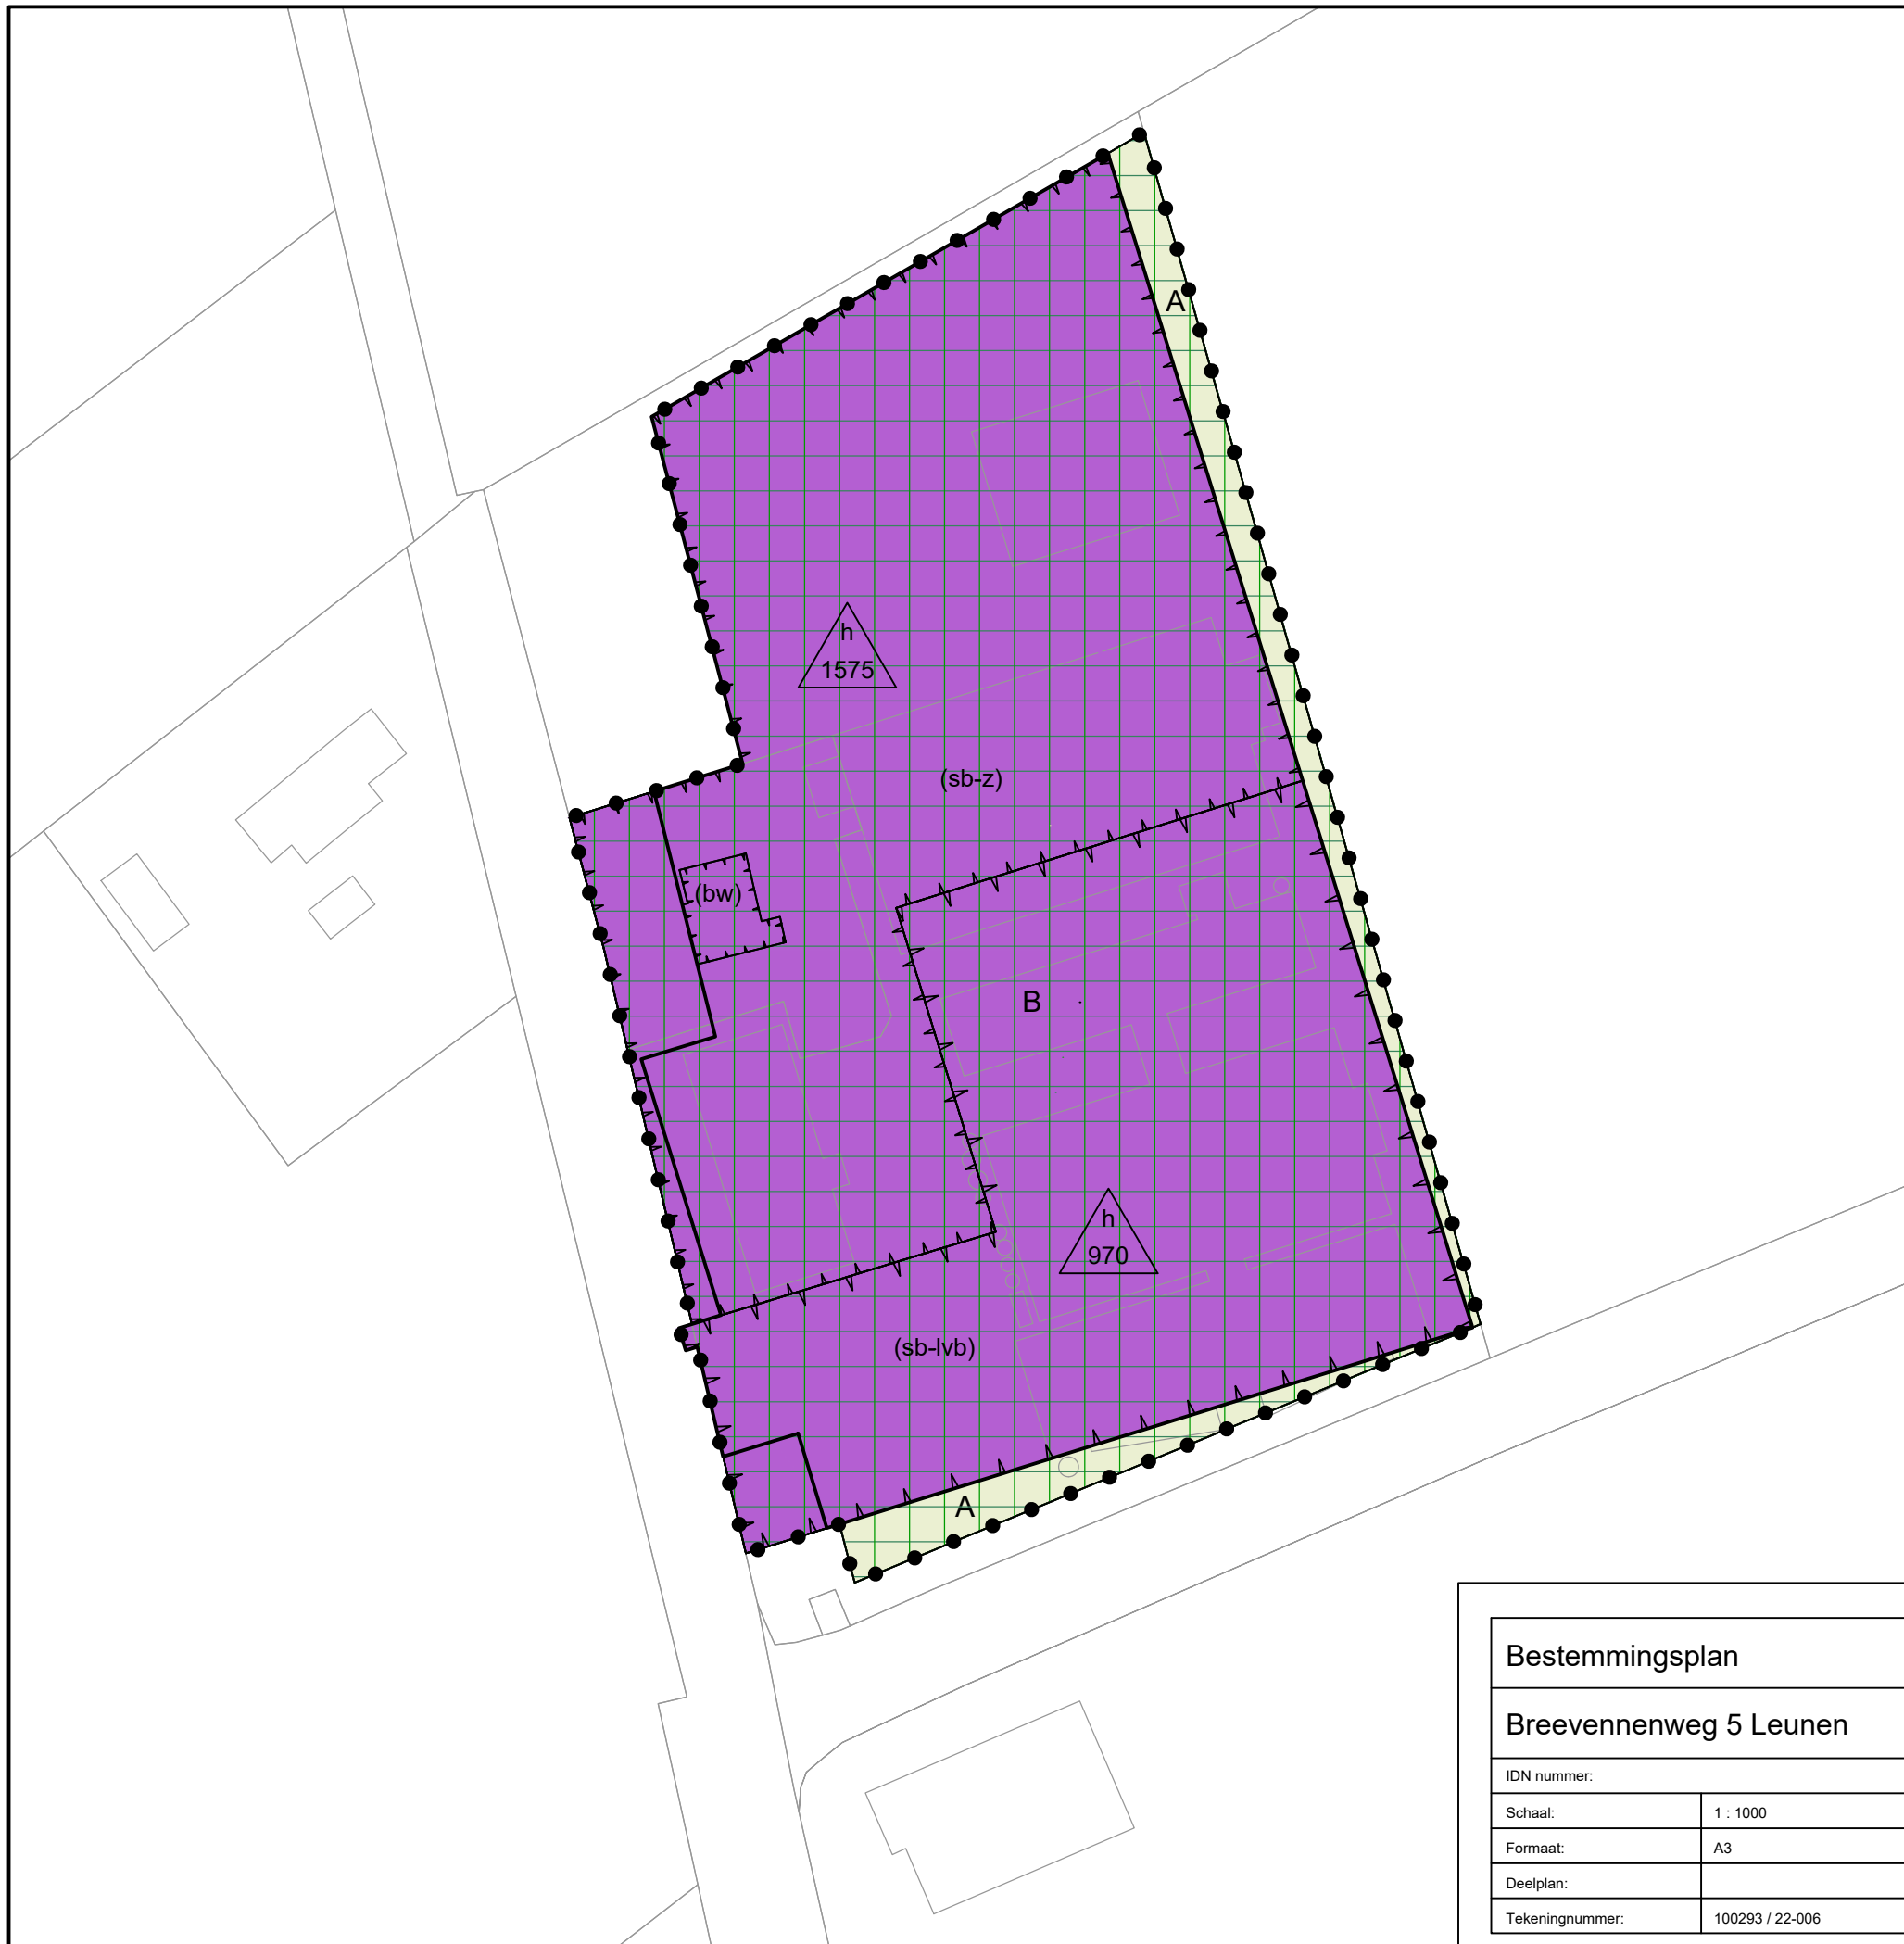 A
h
1575
(sb-z)
(bw)
B
h
970
(sb-lvb)
A
Bestemmingsplan
Breevennenweg 5 Leunen
IDN nummer:
Schaal: 1 : 1000
Formaat: A3
Deelplan:
Tekeningnummer: 100293 / 22-006